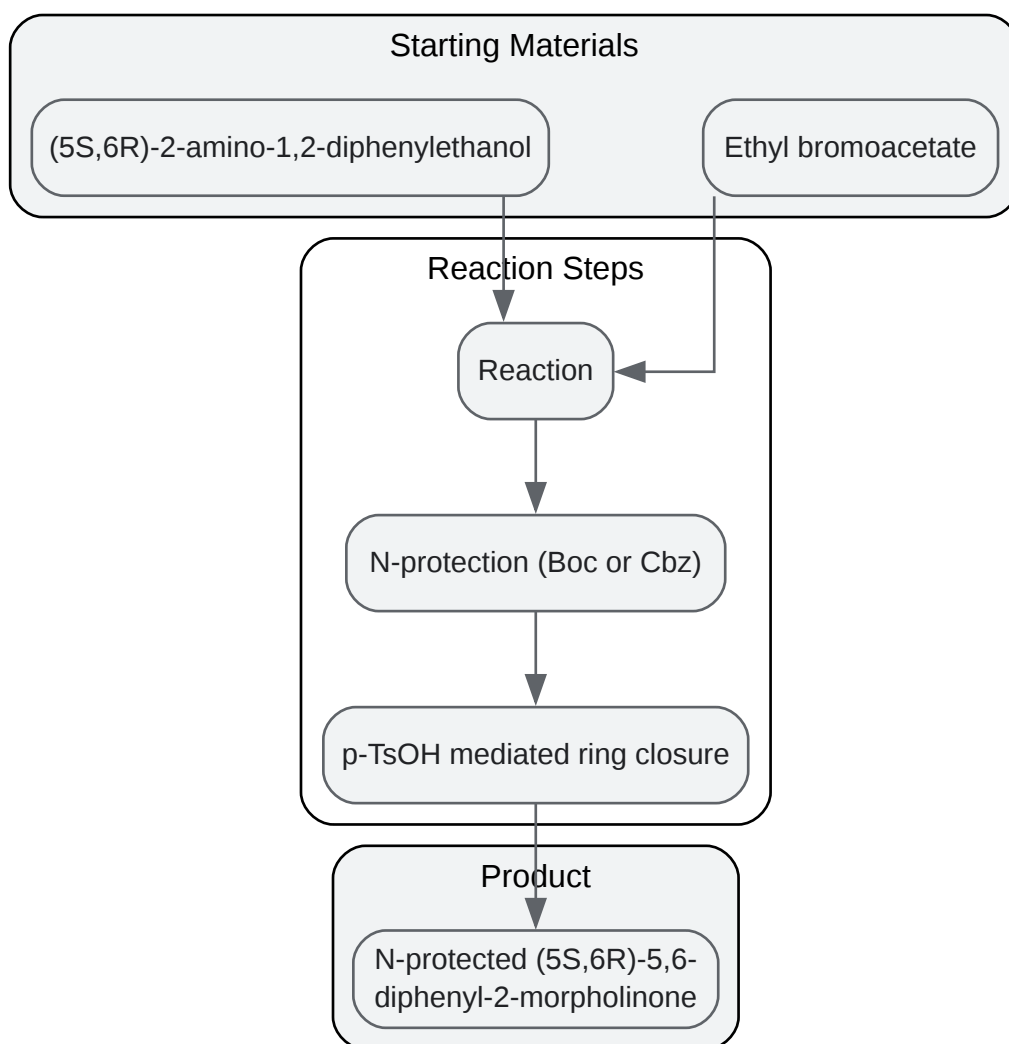 Starting Materials
(5S,6R)-2-amino-1,2-diphenylethanol
Ethyl bromoacetate
Reaction Steps
Reaction
N-protection (Boc or Cbz)
p-TsOH mediated ring closure
Product
N-protected (5S,6R)-5,6-
diphenyl-2-morpholinone